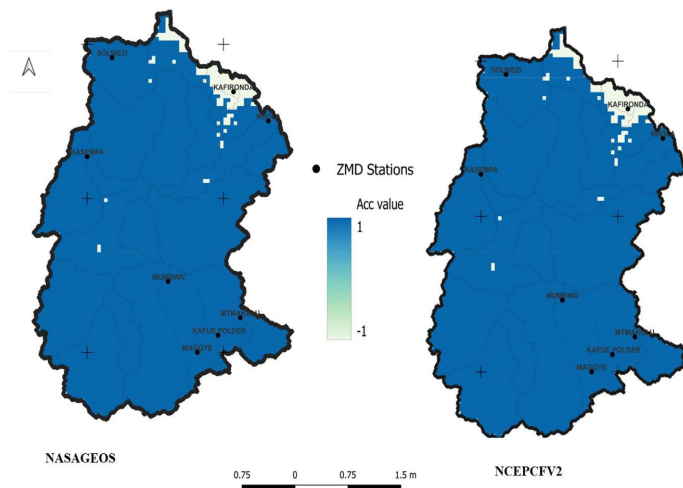 SOLWEZI
KAFIRONDA
KASEMPA
MUMBWA
KAFUE POLDER
MAGOYE
ZMD Stations
Acc value
1
-1
SOLWEZI
KAFIRONDA
KASEMPA
MUMBWA
KAFUE POLDER
MAGOYE
NASAGEOS
NCEPCFV2
0.75 0 0.75 1.5 m